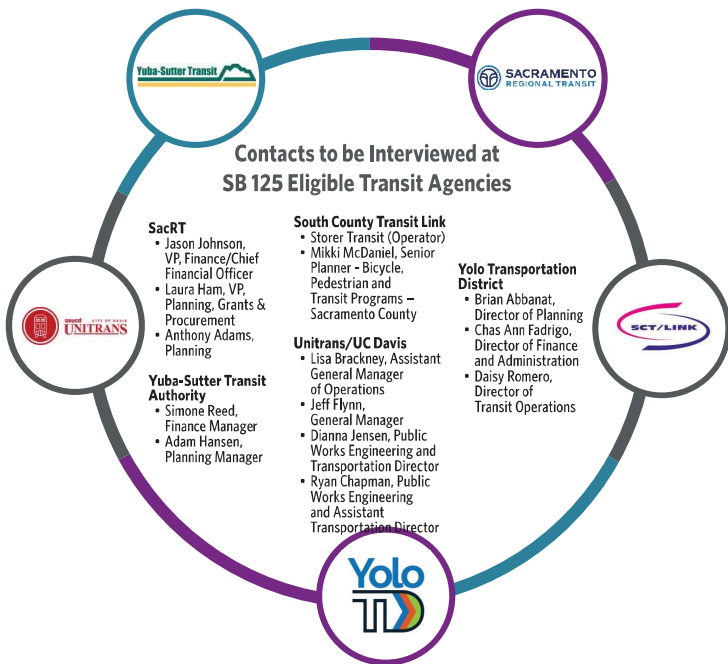 Yuba-Sutter Transit
SACRAMENTO
REGIONAL TRANSIT
Contacts to be Interviewed at
SB 125 Eligible Transit Agencies
SacRT
• Jason Johnson,
VP, Finance/Chief
Financial Officer
• Laura Ham, VP,
Planning, Grants &
Procurement
• Anthony Adams,
Planning
Yuba-Sutter Transit
Authority
• Simone Reed,
Finance Manager
• Adam Hansen,
Planning Manager
South County Transit Link
• Storer Transit (Operator)
• Mikki McDaniel, Senior
Planner - Bicycle,
Pedestrian and
Transit Programs –
Sacramento County
Unitrans/UC Davis
• Lisa Brackney, Assistant
General Manager
of Operations
• Jeff Flynn,
General Manager
• Dianna Jensen, Public
Works Engineering and
Transportation Director
• Ryan Chapman, Public
Works Engineering
and Assistant
Transportation Director
Yolo Transportation
District
• Brian Abbanat,
Director of Planning
• Chas Ann Fadrigo,
Director of Finance
and Administration
• Daisy Romero,
Director of
Transit Operations
asucd CITY OF DAVIS
UNITRANS
SCT/LINK
Yolo
TD